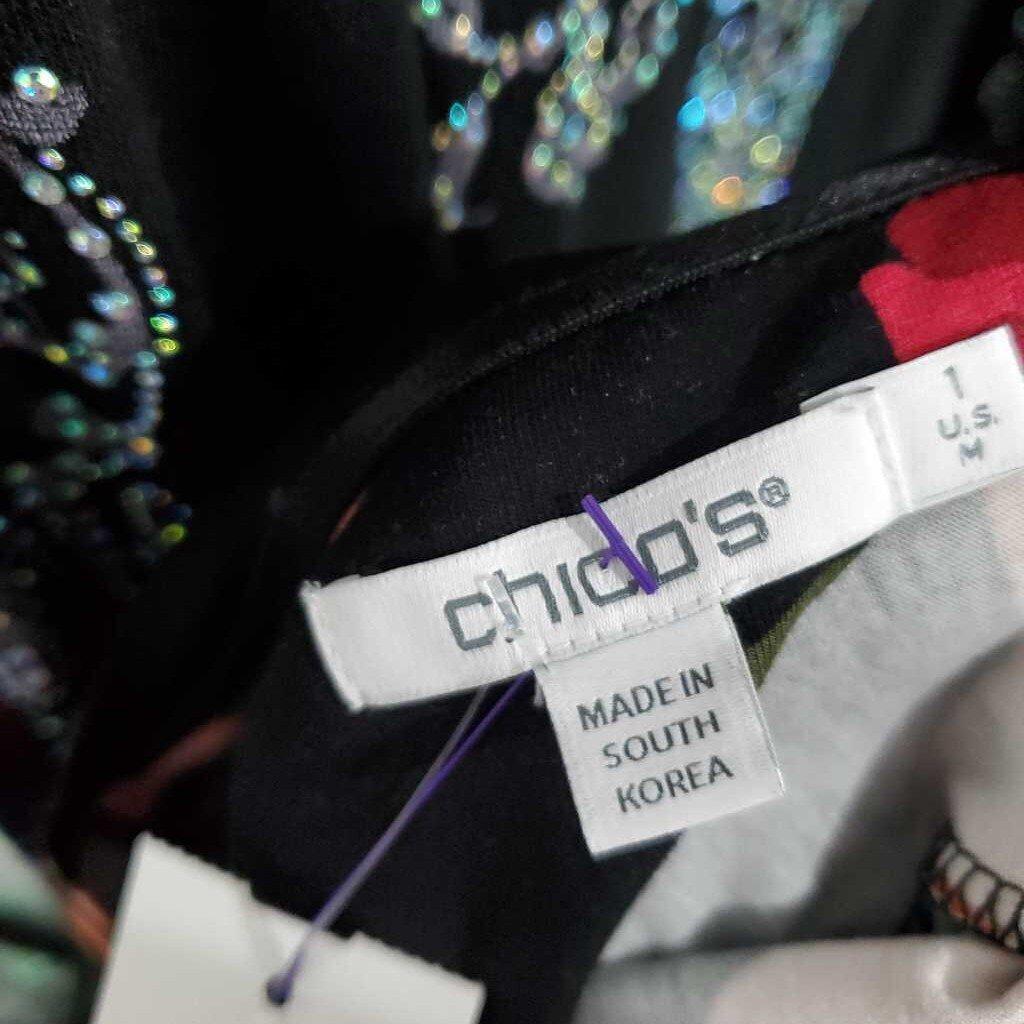 chico's®
1
U.S.
M
MADE IN
SOUTH
KOREA